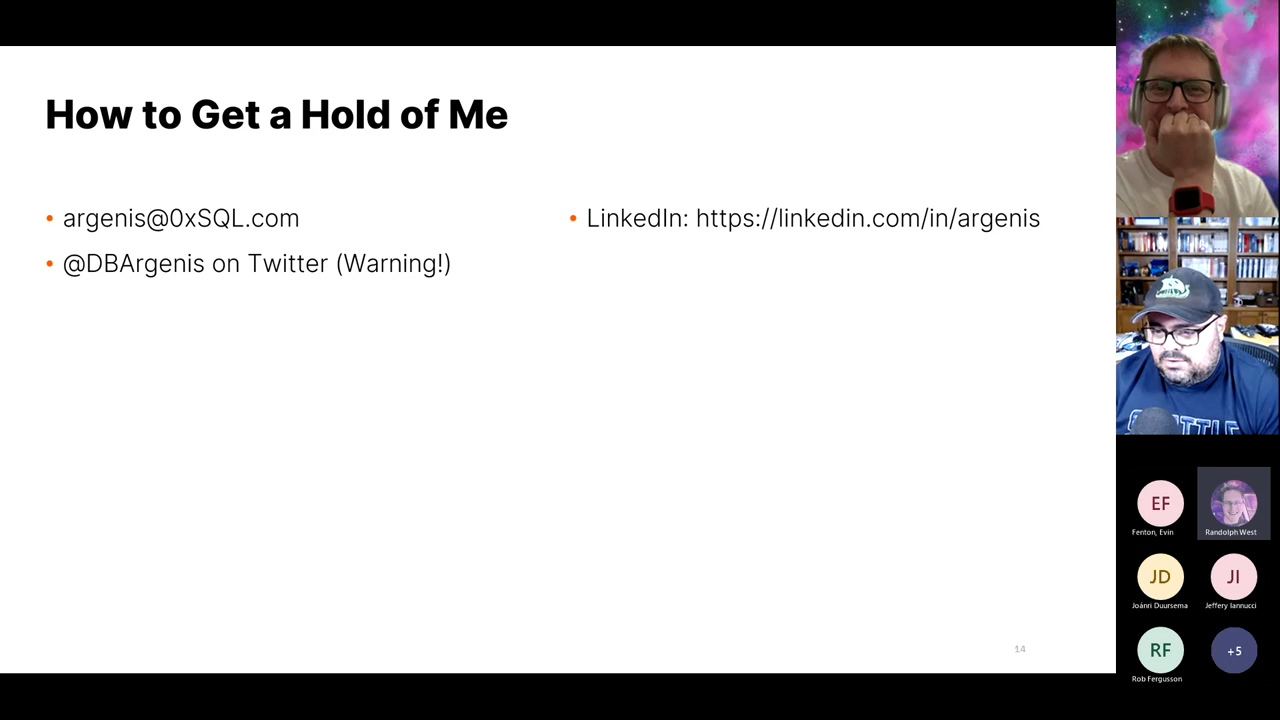 How to Get a Hold of Me
• argenis@0xSQL.com
• @DBArgenis on Twitter (Warning!)
• LinkedIn: https://linkedin.com/in/argenis
14
EF
Fenton, Evin
Randolph West
JD
Joánri Duursema
JI
Jeffery Iannucci
RF
Rob Fergusson
+5